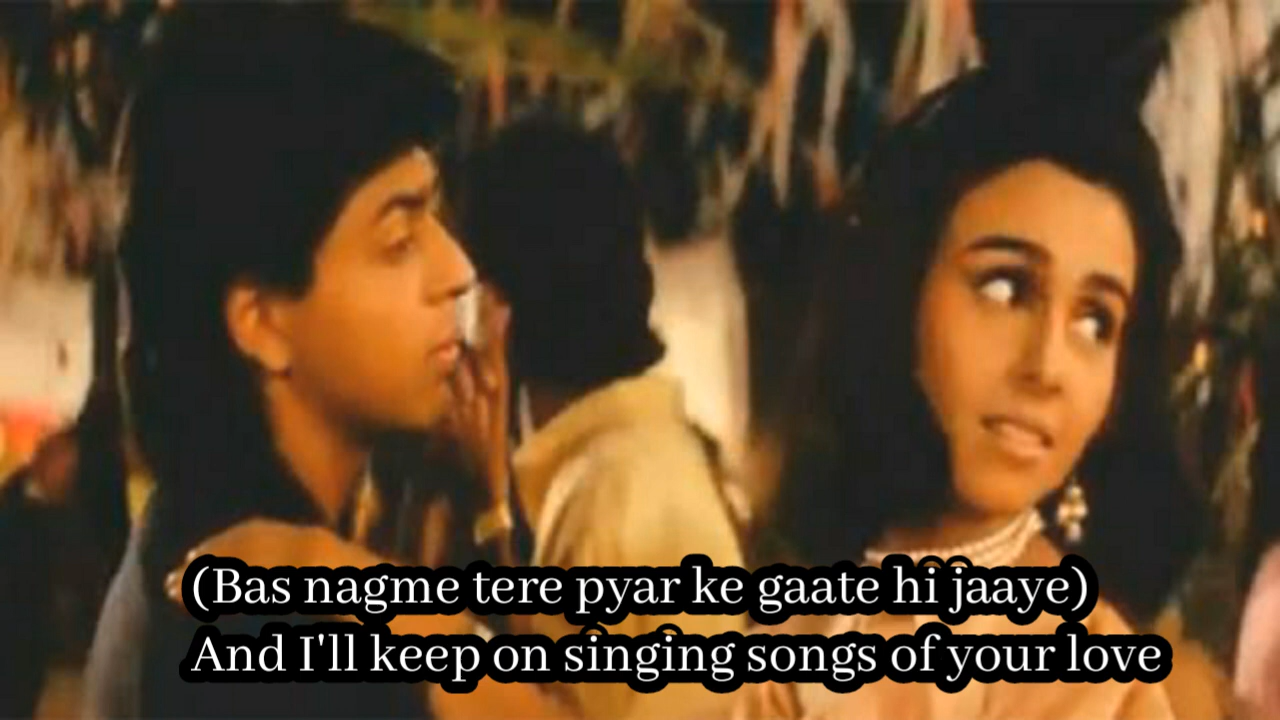 (Bas nagme tere pyar ke gaate hi jaaye)
And I'll keep on singing songs of your love